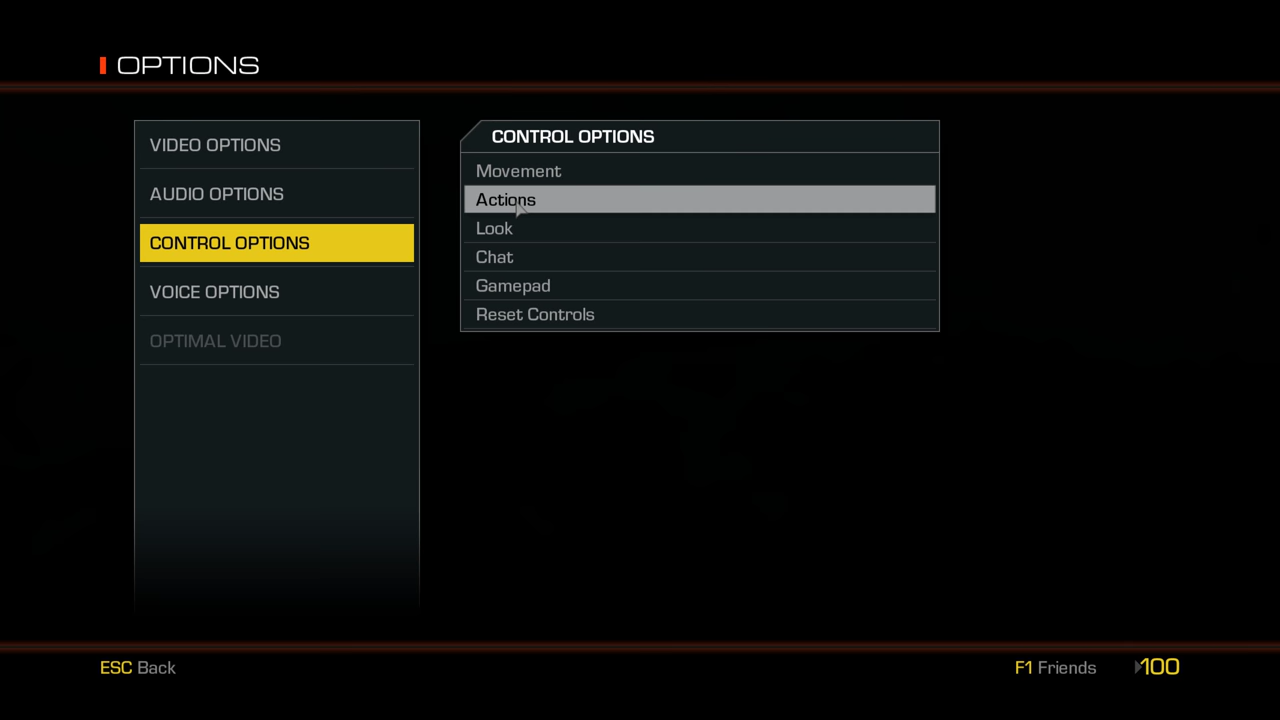 OPTIONS
VIDEO OPTIONS
AUDIO OPTIONS
CONTROL OPTIONS
VOICE OPTIONS
OPTIMAL VIDEO
CONTROL OPTIONS
Movement
Actions
Look
Chat
Gamepad
Reset Controls
ESC Back
F1 Friends
100